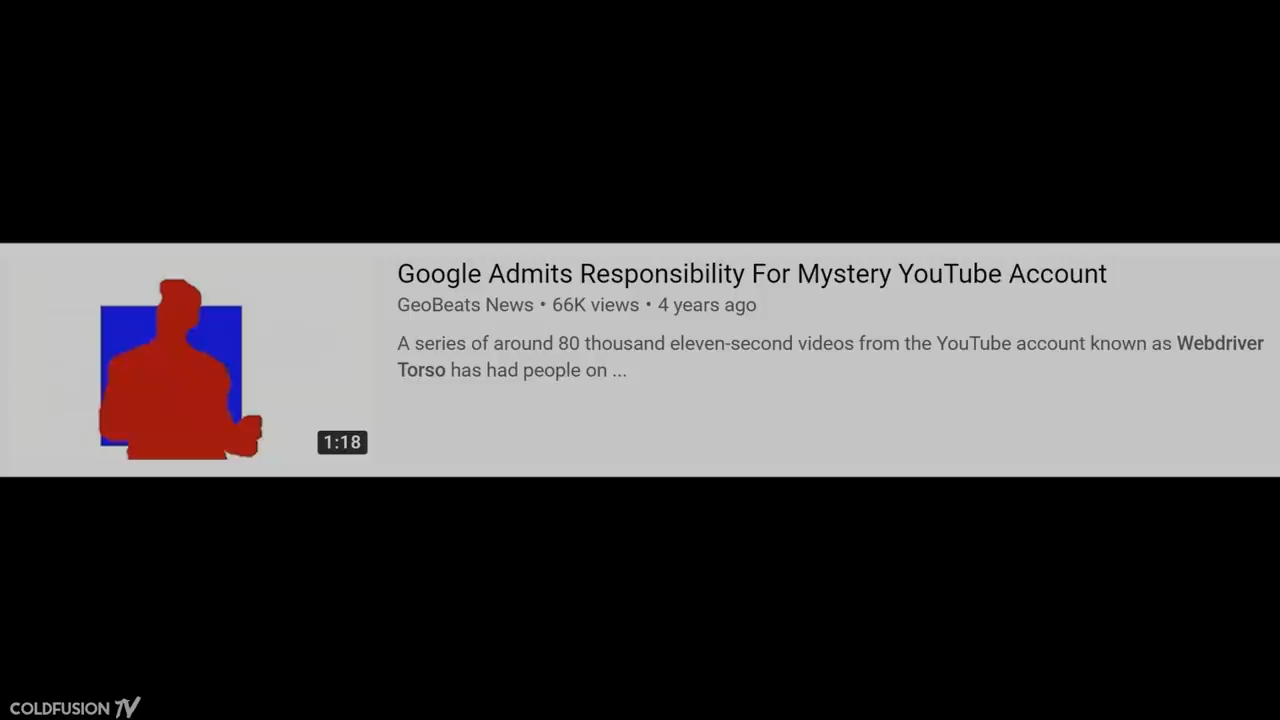 Google Admits Responsibility For Mystery YouTube Account
GeoBeats News • 66K views • 4 years ago
A series of around 80 thousand eleven-second videos from the YouTube account known as Webdriver
Torso has had people on ...
1:18
COLDFUSION TV